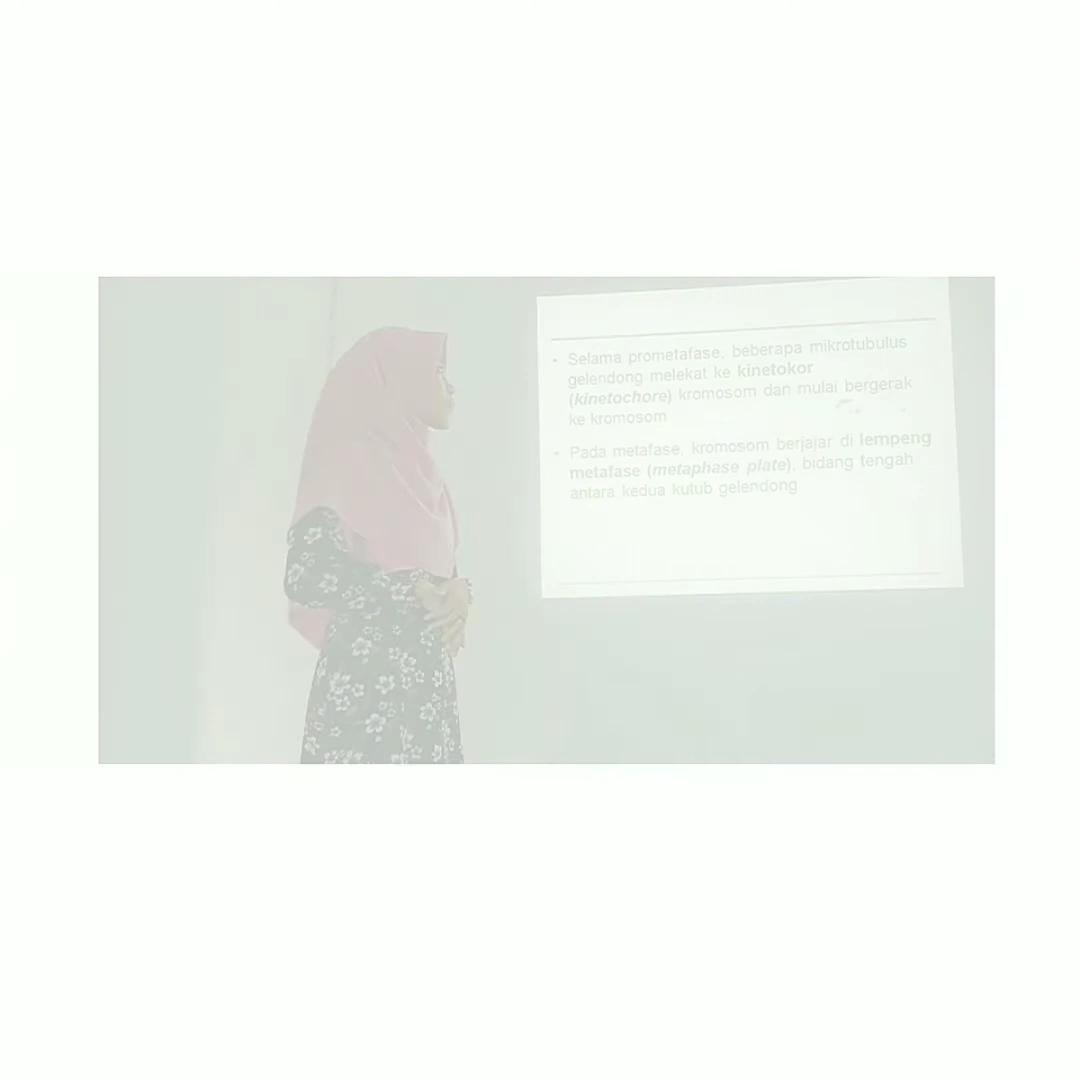 • Selama prometafase, beberapa mikrotubulus
gelendong melekat ke kinetokor
(kinetochore) kromosom dan mulai bergerak
ke kromosom
• Pada metafase, kromosom berjajar di lempeng
metafase (metaphase plate), bidang tengah
antara kedua kutub gelendong